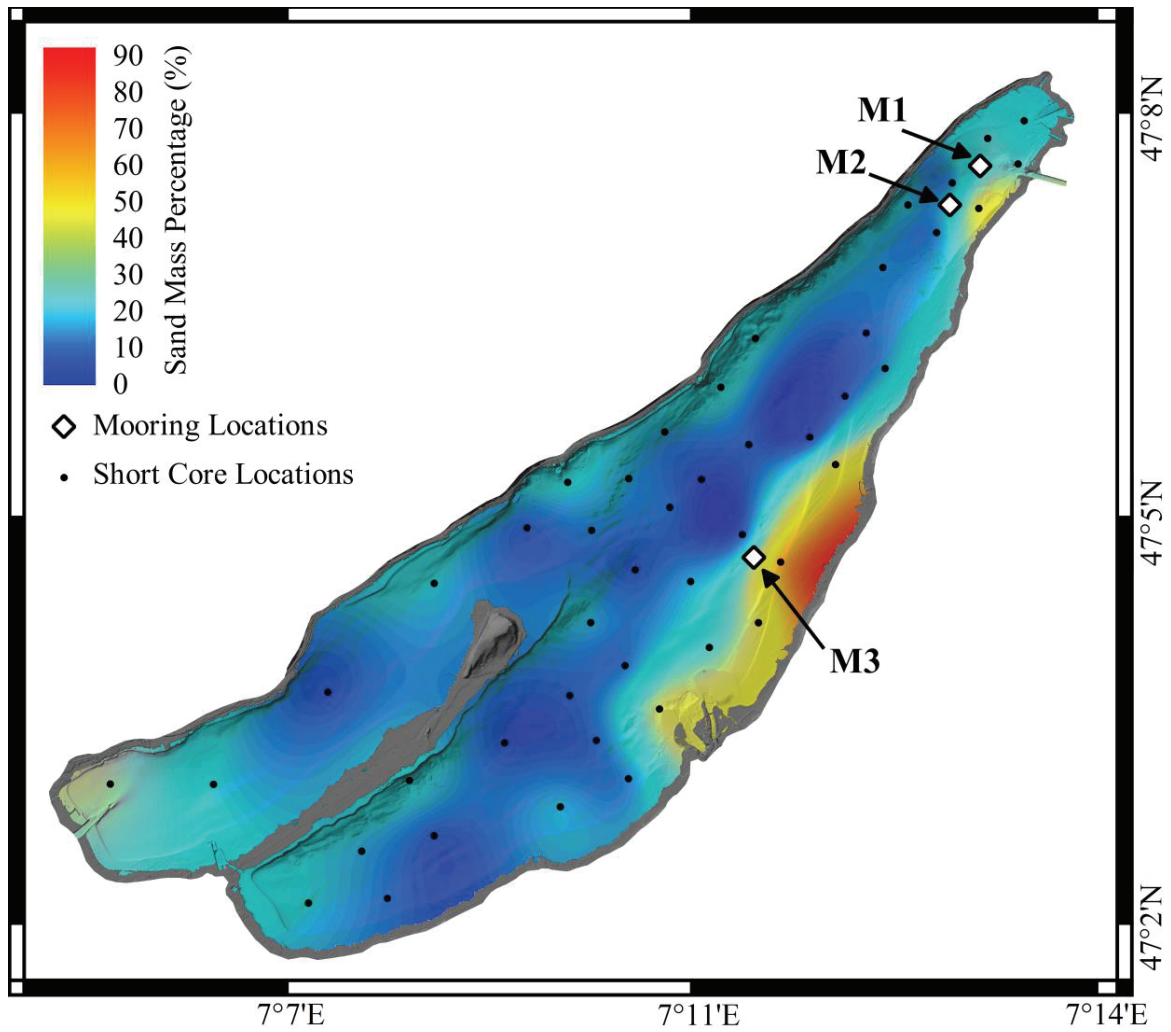 90
80
70
60
50
40
30
20
10
0
Sand Mass Percentage (%)
Mooring Locations
Short Core Locations
M1
M2
M3
47°8'N
47°5'N
47°2'N
7°7'E
7°11'E
7°14'E